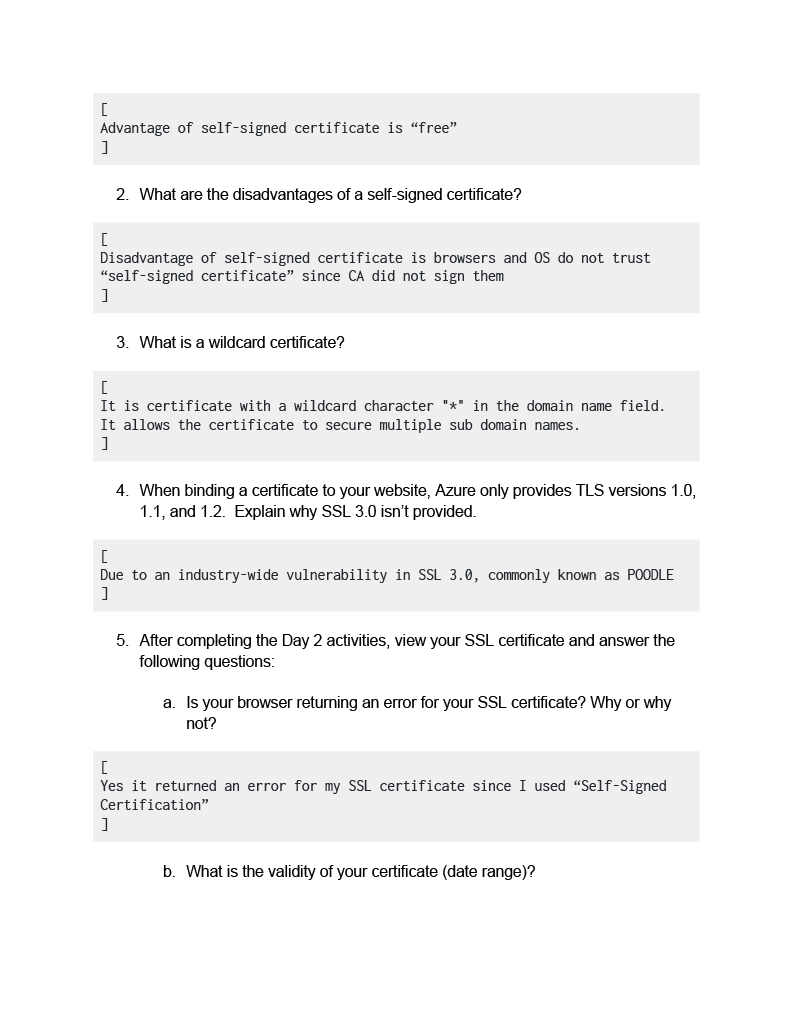 [
Advantage of self-signed certificate is “free”
]
2. What are the disadvantages of a self-signed certificate?
[
Disadvantage of self-signed certificate is browsers and OS do not trust
“self-signed certificate” since CA did not sign them
]
3. What is a wildcard certificate?
[
It is certificate with a wildcard character "*" in the domain name field.
It allows the certificate to secure multiple sub domain names.
]
4. When binding a certificate to your website, Azure only provides TLS versions 1.0,
1.1, and 1.2.  Explain why SSL 3.0 isn’t provided.
[
Due to an industry-wide vulnerability in SSL 3.0, commonly known as POODLE
]
5. After completing the Day 2 activities, view your SSL certificate and answer the
following questions:
a. Is your browser returning an error for your SSL certificate? Why or why
not?
[
Yes it returned an error for my SSL certificate since I used “Self-Signed
Certification”
]
b. What is the validity of your certificate (date range)?